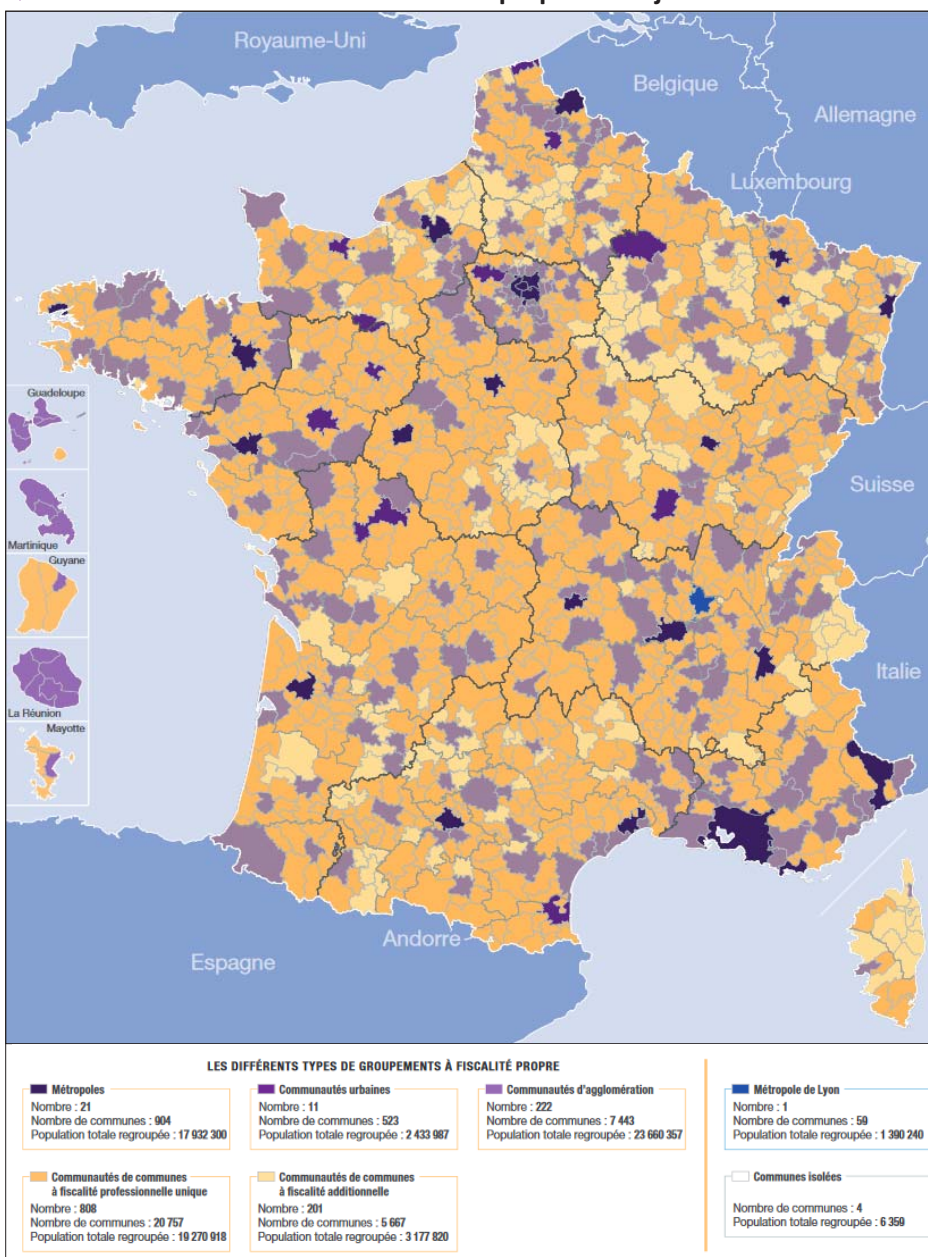 Royaume-Uni
Belgique
Allemagne
Luxembourg
Guadeloupe
Suisse
Martinique
Guyane
Italie
La Réunion
Mayotte
Andorre
Espagne
LES DIFFÉRENTS TYPES DE GROUPEMENTS À FISCALITÉ PROPRE
Métropoles
Nombre : 21
Nombre de communes : 904
Population totale regroupée : 17 932 300
Communautés urbaines
Nombre : 11
Nombre de communes : 523
Population totale regroupée : 2 433 987
Communautés d'agglomération
Nombre : 222
Nombre de communes : 7 443
Population totale regroupée : 23 660 357
Métropole de Lyon
Nombre : 1
Nombre de communes : 59
Population totale regroupée : 1 390 240
Communautés de communes
à fiscalité professionnelle unique
Nombre : 808
Nombre de communes : 20 757
Population totale regroupée : 19 270 918
Communautés de communes
à fiscalité additionnelle
Nombre : 201
Nombre de communes : 5 667
Population totale regroupée : 3 177 820
Communes isolées
Nombre de communes : 4
Population totale regroupée : 6 359